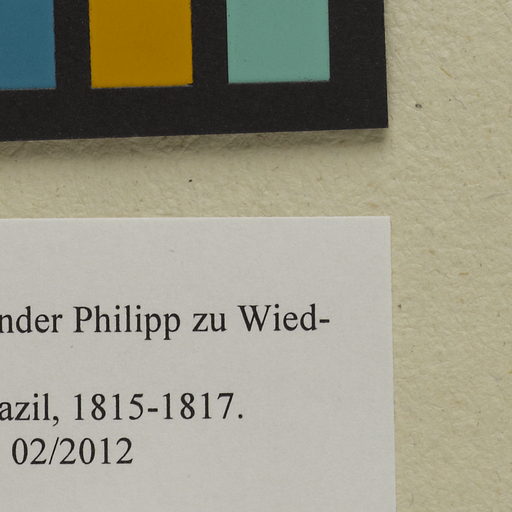 nder Philipp zu Wied-
azil, 1815-1817.
02/2012